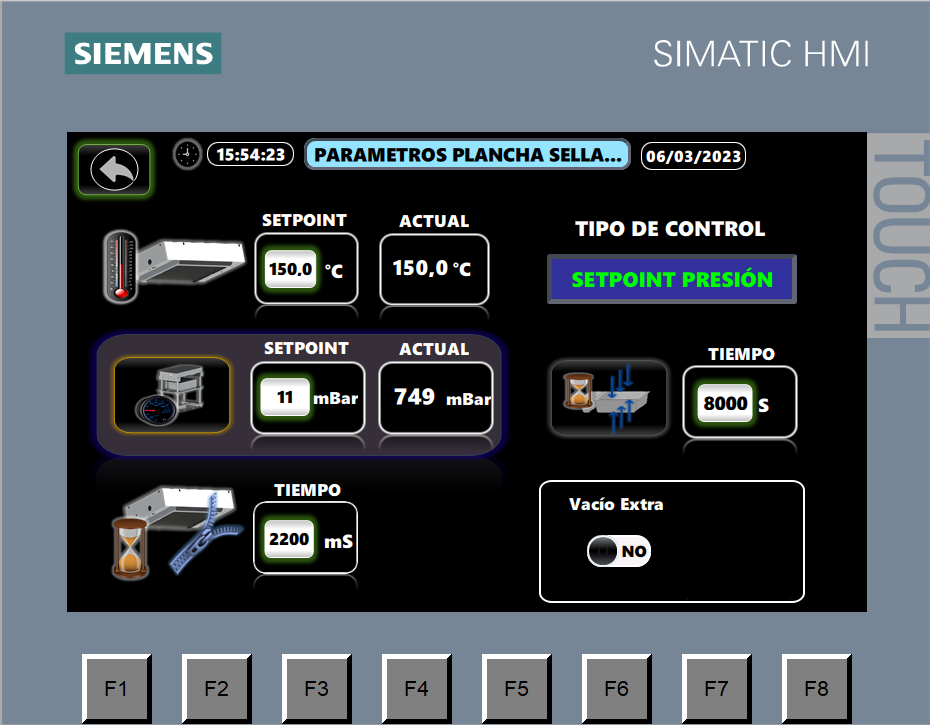 SIEMENS
SIMATIC HMI
TOUCH
15:54:23
PARAMETROS PLANCHA SELLA...
06/03/2023
SETPOINT
ACTUAL
TIPO DE CONTROL
150.0 °C
150,0 °C
SETPOINT PRESIÓN
SETPOINT
ACTUAL
TIEMPO
11 mBar
749 mBar
8000 S
TIEMPO
Vacío Extra
2200 mS
NO
F1
F2
F3
F4
F5
F6
F7
F8